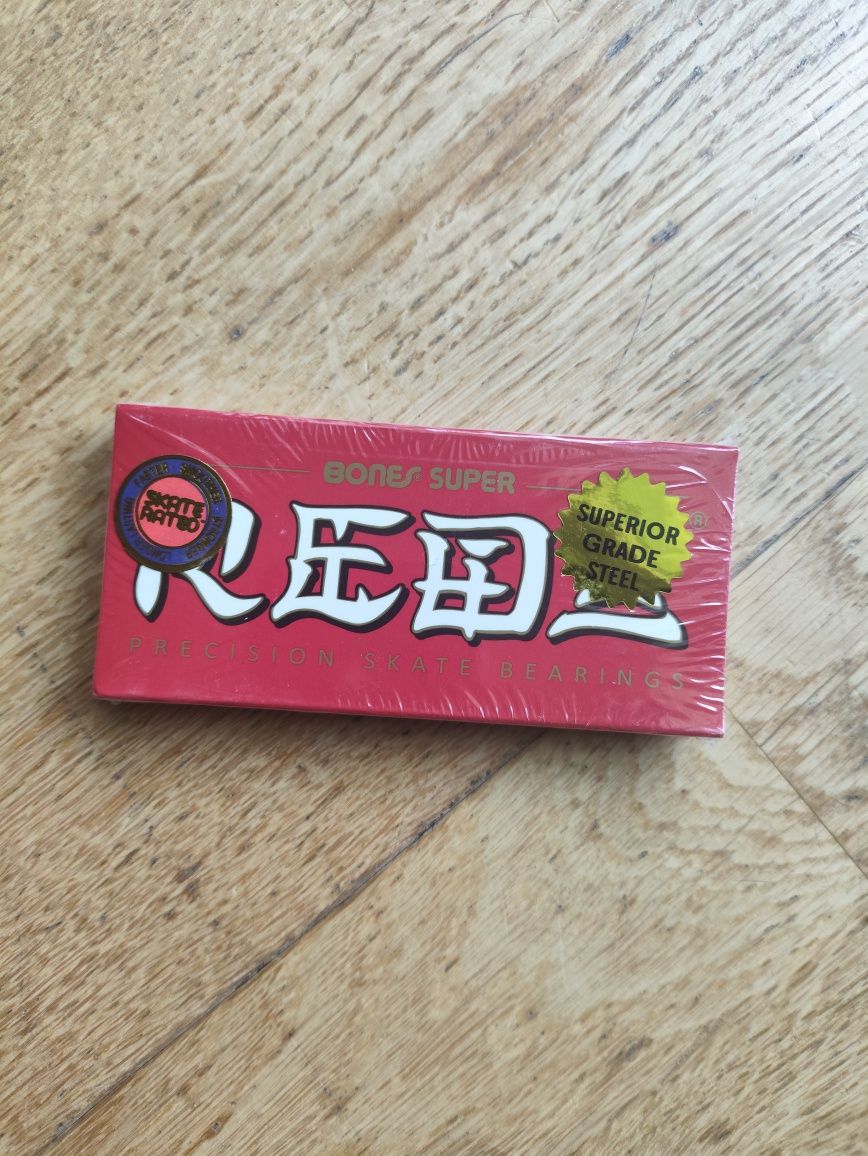 BONES® SUPER
REDS®
PRECISION SKATE BEARINGS
SKATE
RATED
SUPERIOR
GRADE
STEEL